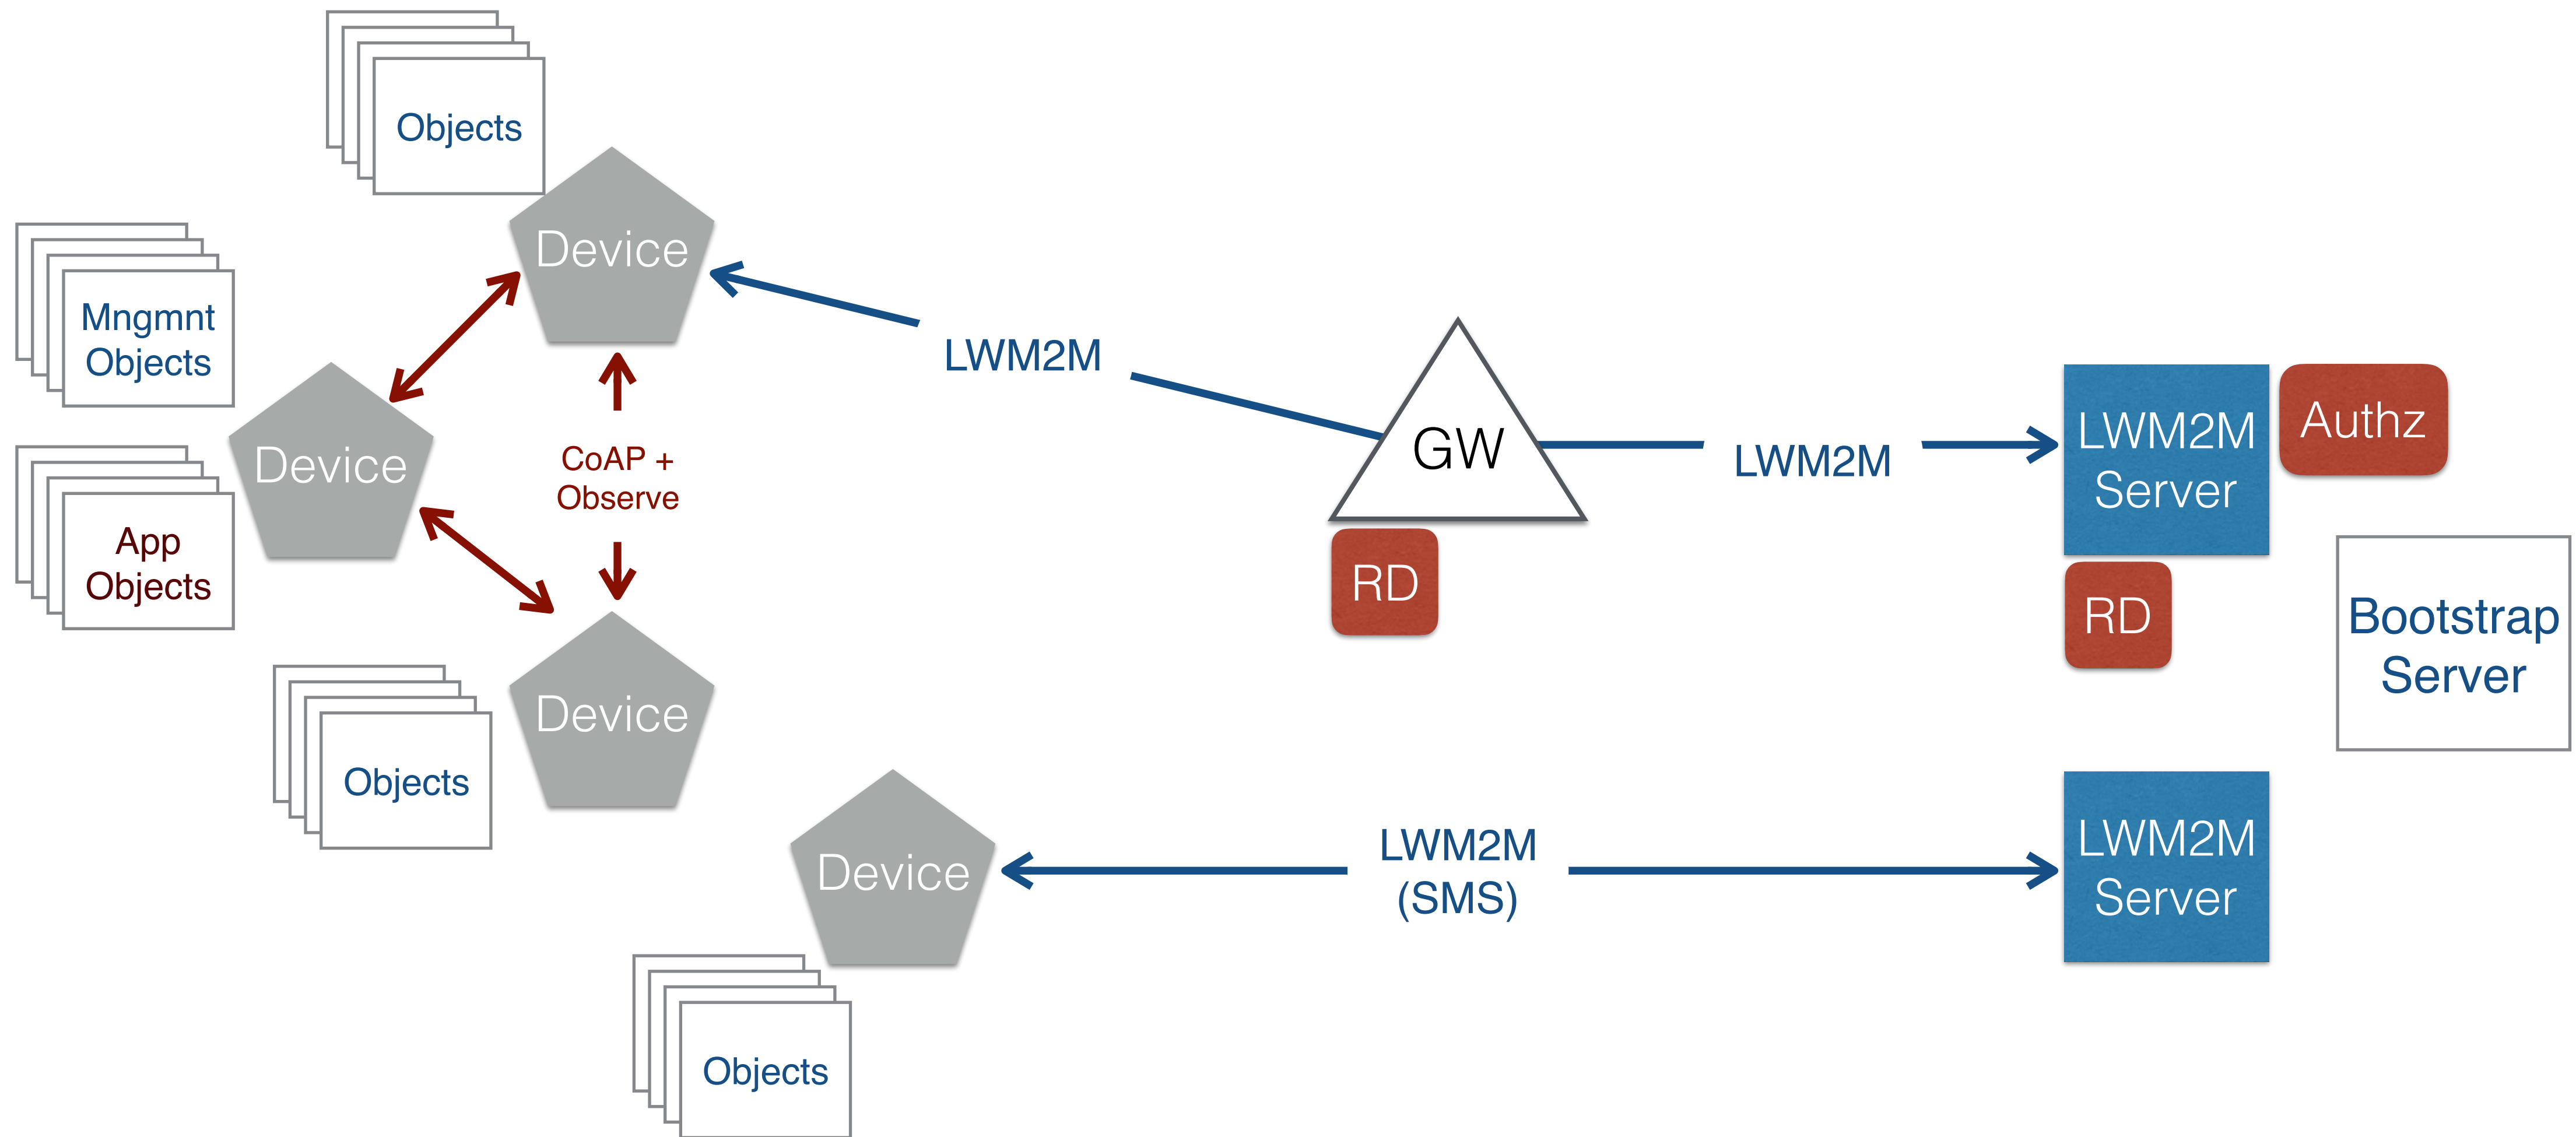 Objects
Device
Mngmnt
Objects
LWM2M
GW
LWM2M
LWM2M
Server
Authz
Device
CoAP +
Observe
App
Objects
RD
RD
Bootstrap
Server
Device
Objects
Device
LWM2M
(SMS)
LWM2M
Server
Objects